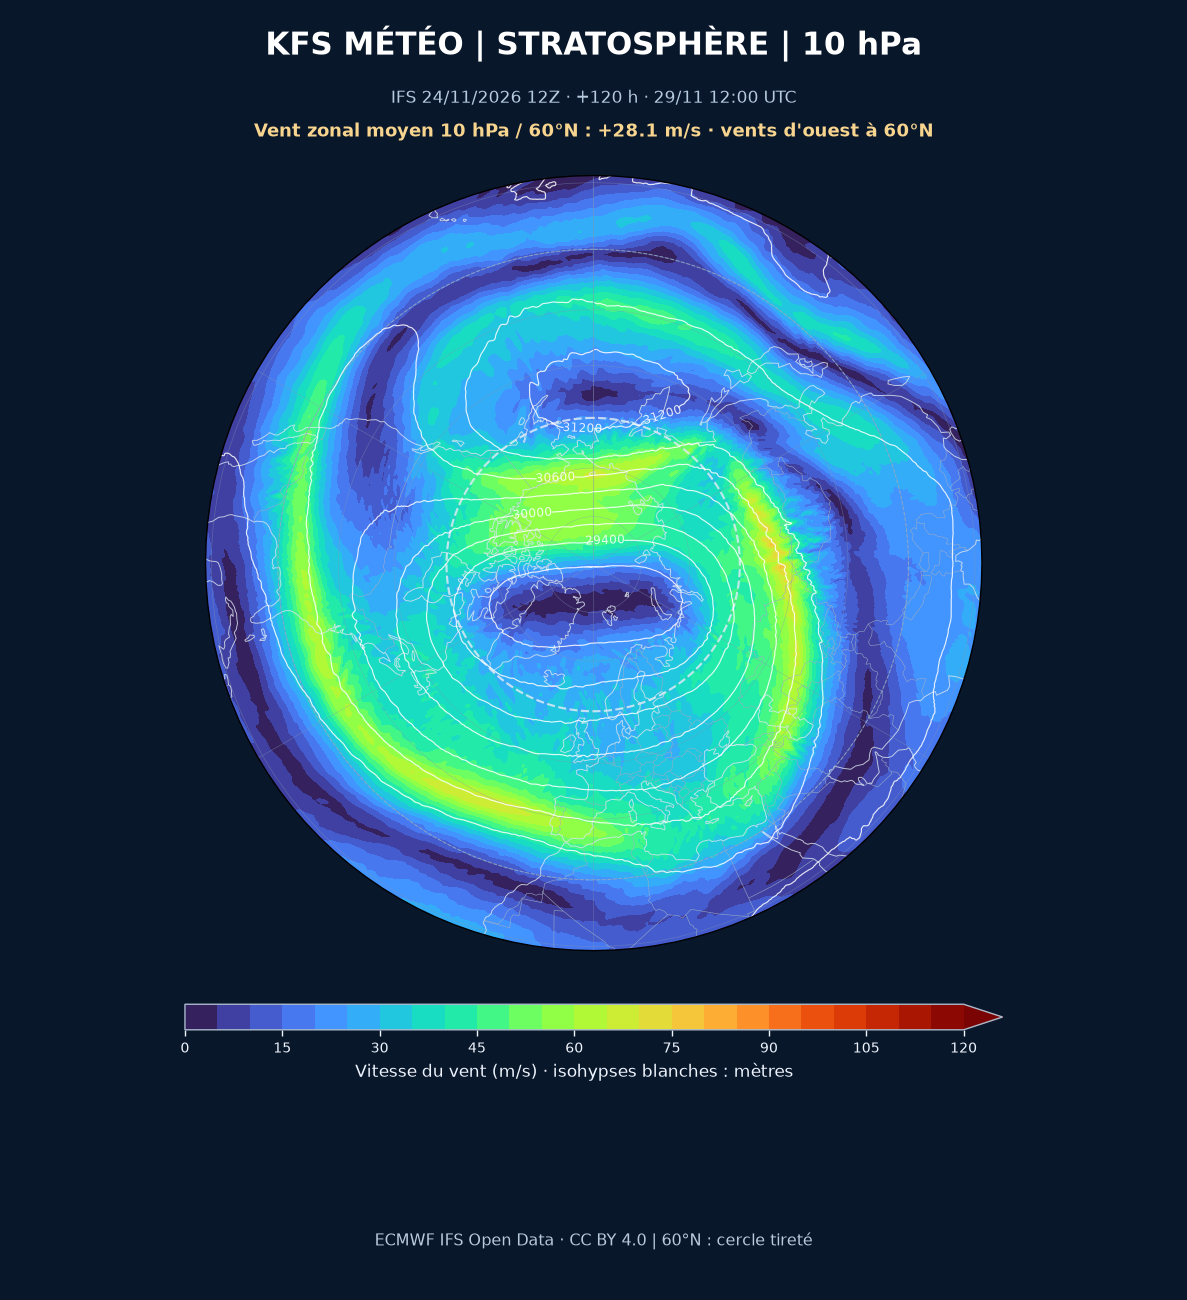 KFS MÉTÉO | STRATOSPHÈRE | 10 hPa
IFS 24/11/2026 12Z · +120 h · 29/11 12:00 UTC
Vent zonal moyen 10 hPa / 60°N : +28.1 m/s · vents d'ouest à 60°N
31200
31200
30600
30000
29400
0 15 30 45 60 75 90 105 120
Vitesse du vent (m/s) · isohypses blanches : mètres
ECMWF IFS Open Data · CC BY 4.0 | 60°N : cercle tireté